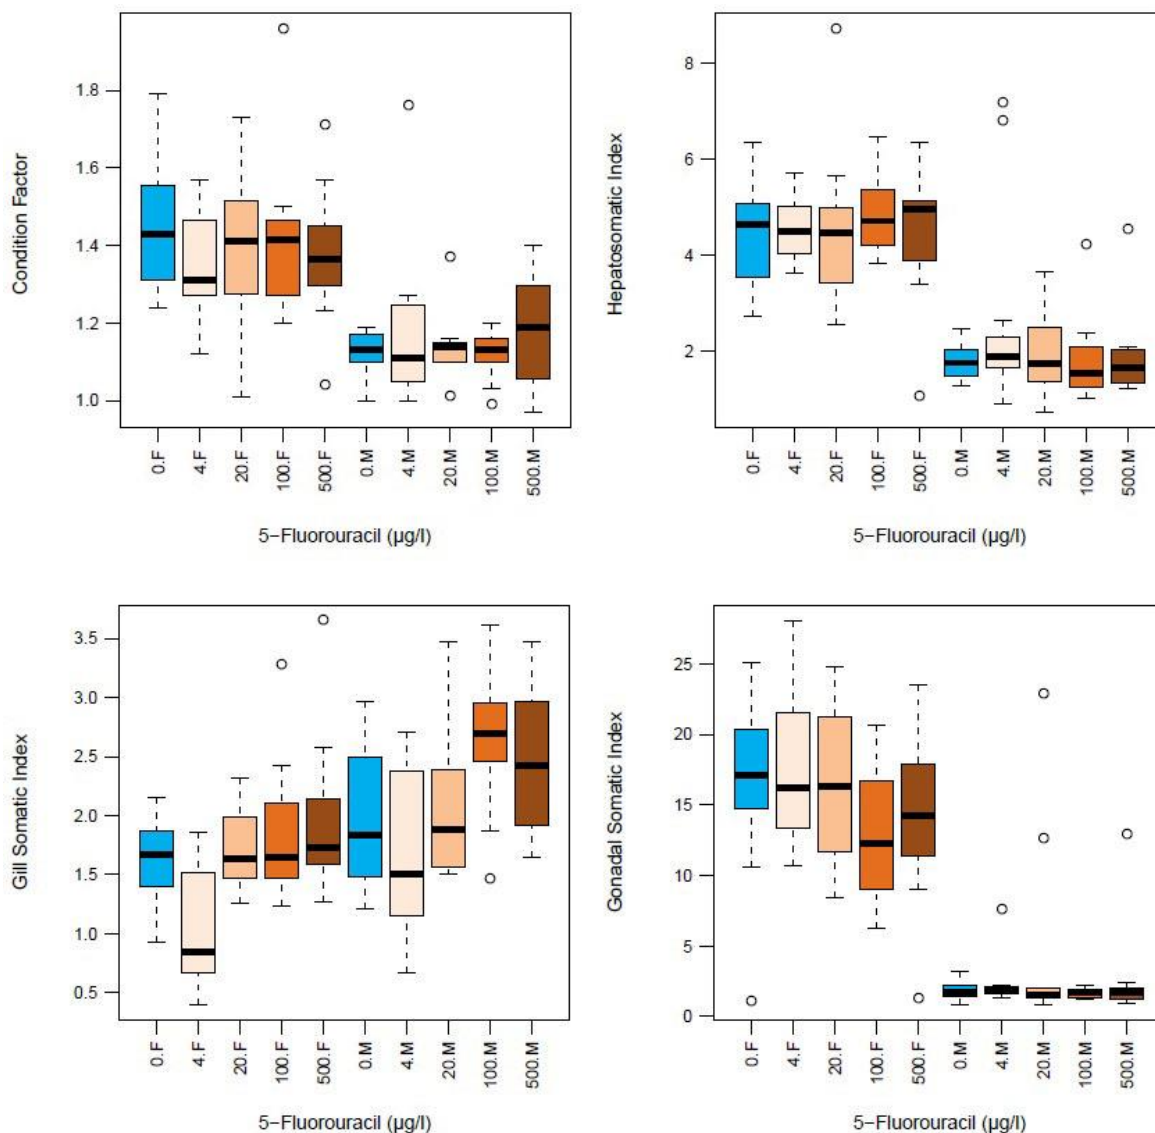 Condition Factor
1.8
1.6
1.4
1.2
1.0
0.F
4.F
20.F
100.F
500.F
0.M
4.M
20.M
100.M
500.M
5−Fluorouracil (µg/l)
Hepatosomatic Index
8
6
4
2
0.F
4.F
20.F
100.F
500.F
0.M
4.M
20.M
100.M
500.M
5−Fluorouracil (µg/l)
Gill Somatic Index
3.5
3.0
2.5
2.0
1.5
1.0
0.5
0.F
4.F
20.F
100.F
500.F
0.M
4.M
20.M
100.M
500.M
5−Fluorouracil (µg/l)
Gonadal Somatic Index
25
20
15
10
5
0
0.F
4.F
20.F
100.F
500.F
0.M
4.M
20.M
100.M
500.M
5−Fluorouracil (µg/l)